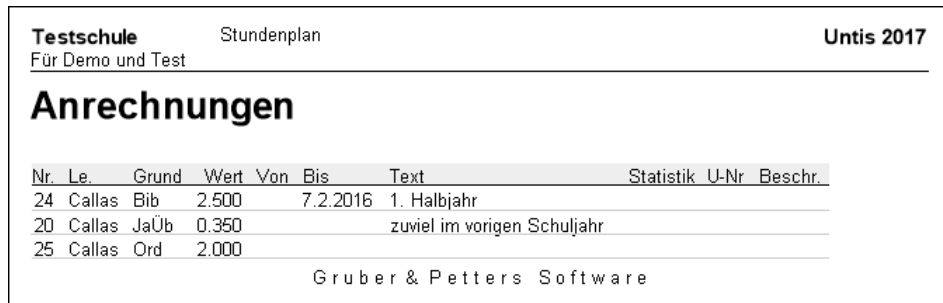 Testschule Stundenplan Untis 2017
Für Demo und Test
Anrechnungen
Nr. Le. Grund Wert Von Bis Text Statistik U-Nr Beschr.
24 Callas Bib 2.500 7.2.2016 1. Halbjahr
20 Callas JaÜb 0.350 zuviel im vorigen Schuljahr
25 Callas Ord 2.000
Gruber & Petters Software